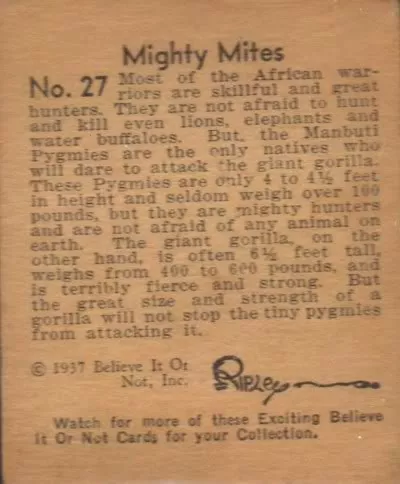 Mighty Mites
No. 27 Most of the African war-
riors are skillful and great
hunters. They are not afraid to hunt
and kill even lions, elephants and
water buffaloes. But, the Manbuti
Pygmies are the only natives who
will dare to attack the giant gorilla.
These Pygmies are only 4 to 4½ feet
in height and seldom weigh over 100
pounds, but they are mighty hunters
and are not afraid of any animal on
earth. The giant gorilla, on the
other hand, is often 6½ feet tall,
weighs from 400 to 600 pounds, and
is terribly fierce and strong. But
the great size and strength of a
gorilla will not stop the tiny pygmies
from attacking it.
© 1937 Believe It Or
Not, Inc.
RIPLEY
Watch for more of these Exciting Believe
It Or Not Cards for your Collection.